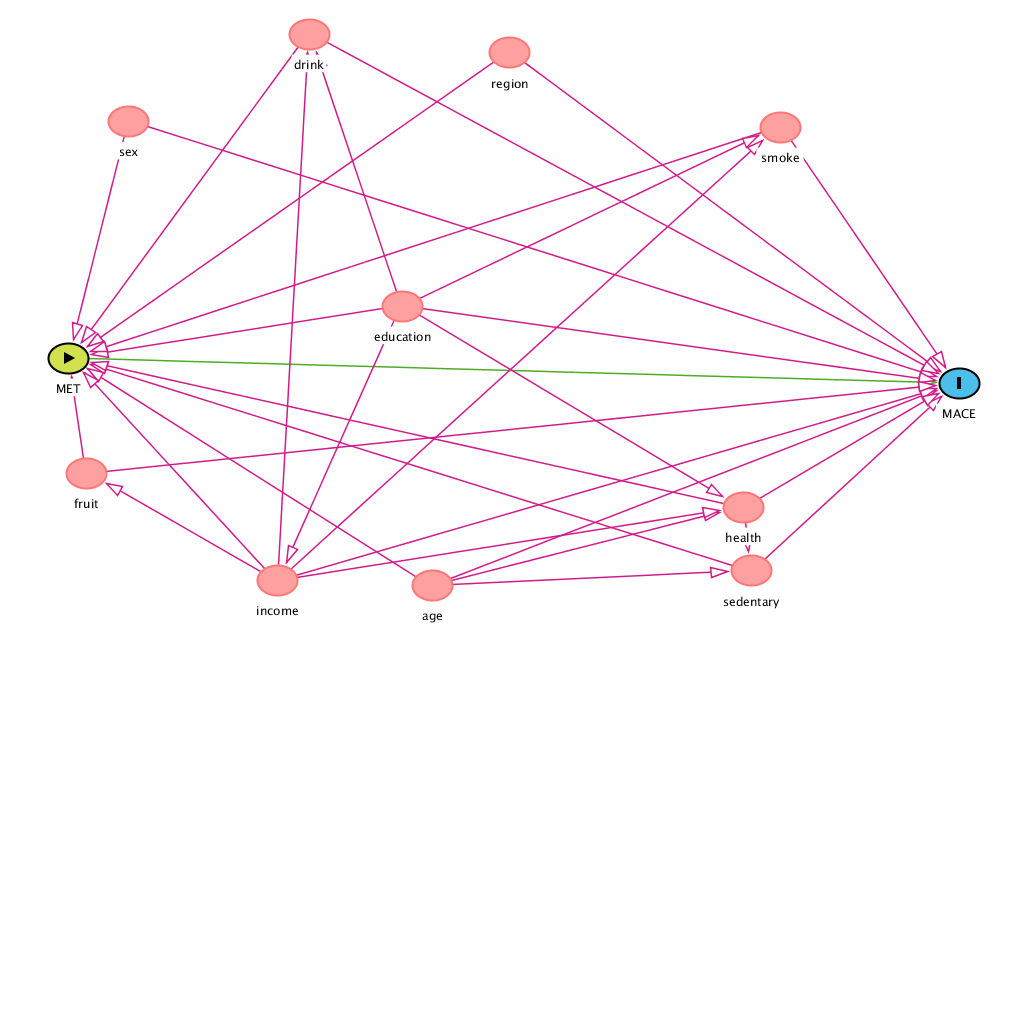 drink
region
sex
smoke
education
MET
MACE
fruit
health
income
age
sedentary